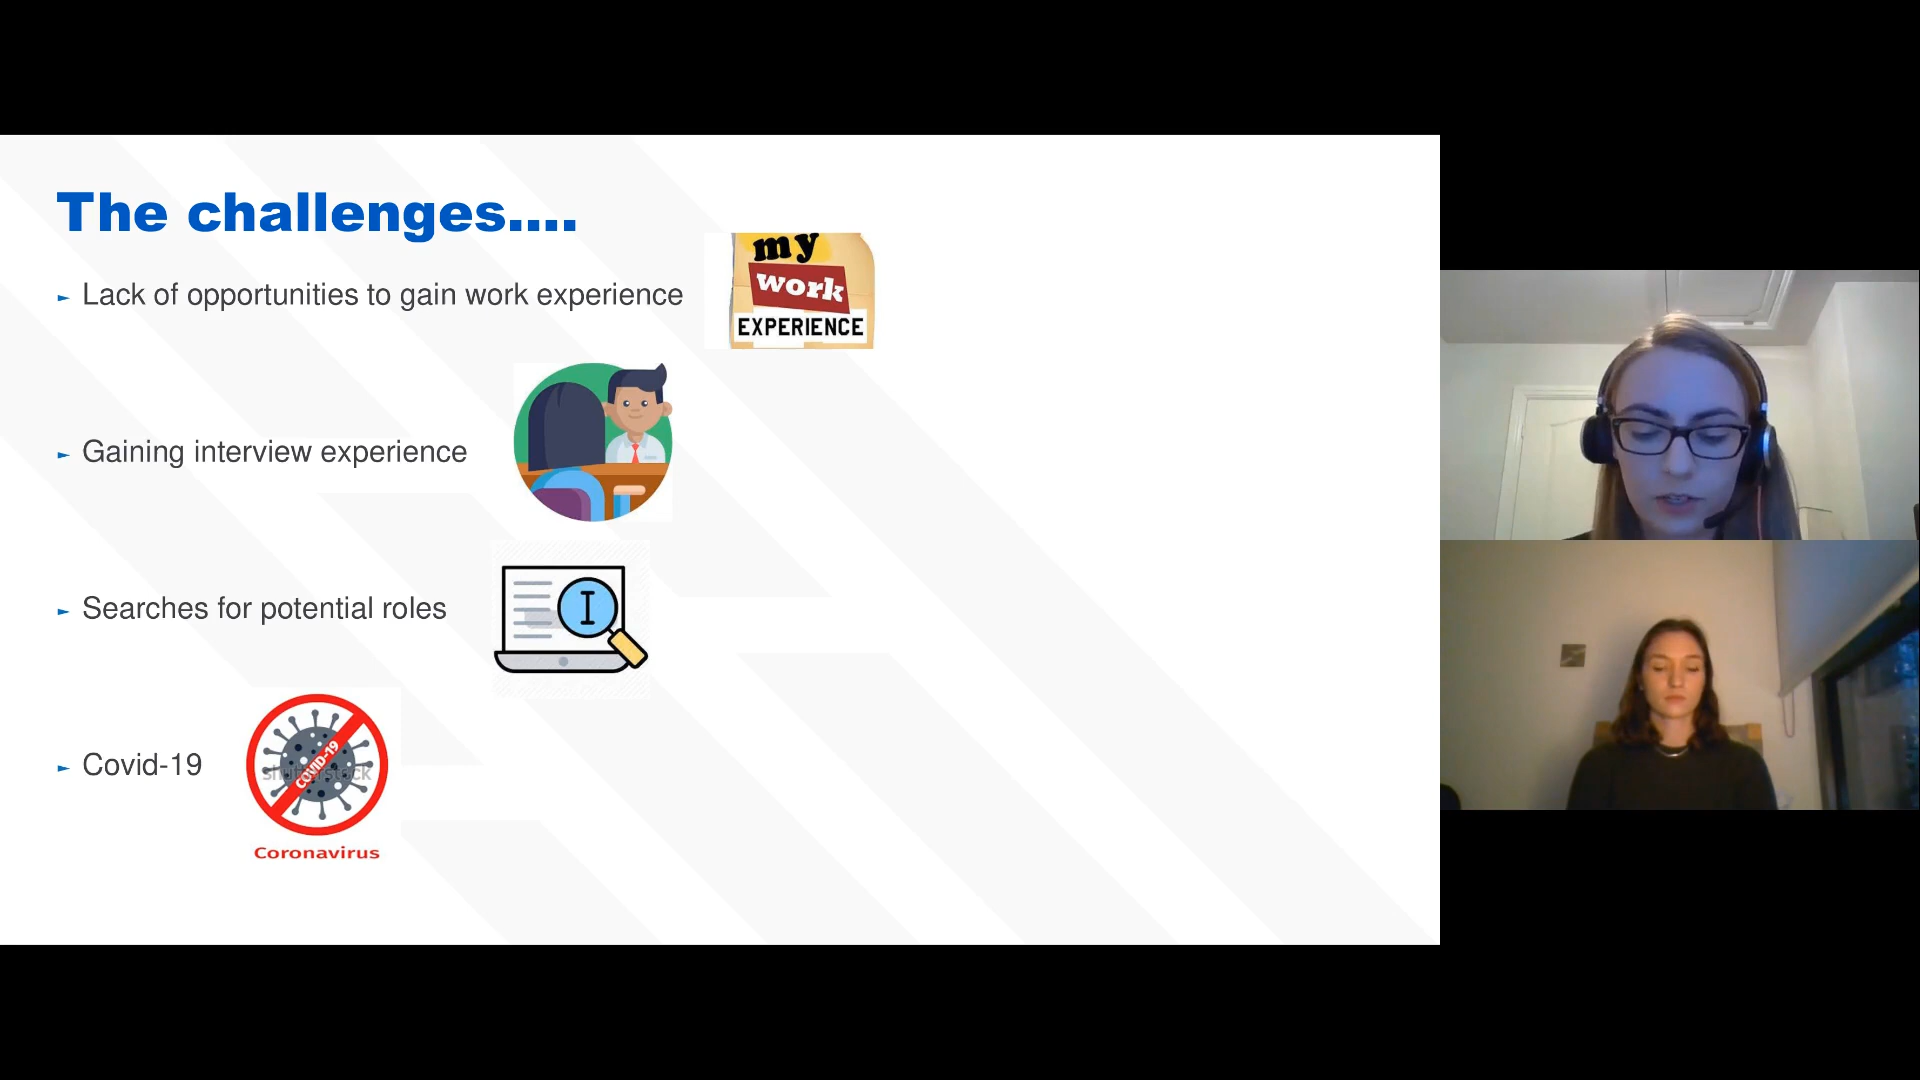 The challenges....
my
work
EXPERIENCE
► Lack of opportunities to gain work experience
► Gaining interview experience
► Searches for potential roles
I
► Covid-19
COVID-19
shutterstock
Coronavirus